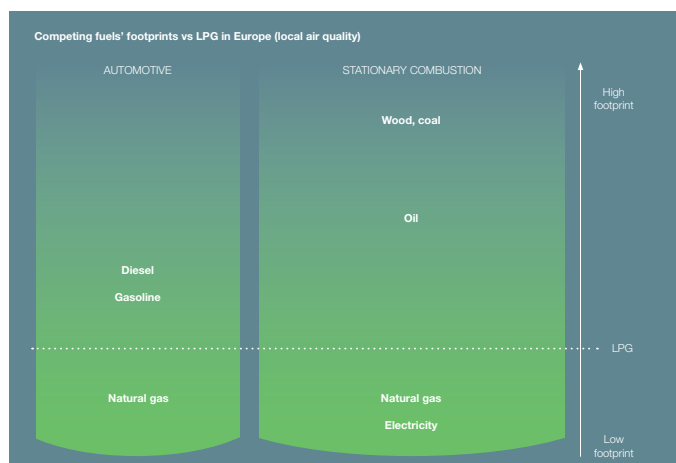 Competing fuels' footprints vs LPG in Europe (local air quality)
AUTOMOTIVE
STATIONARY COMBUSTION
High
footprint
Wood, coal
Oil
Diesel
Gasoline
LPG
Natural gas
Natural gas
Electricity
Low
footprint